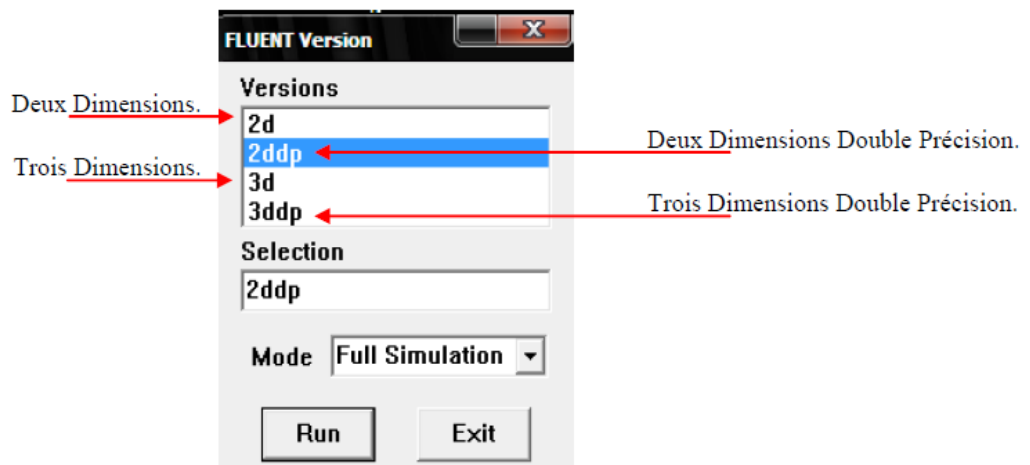 FLUENT Version
Versions
Deux Dimensions.
2d
2ddp
Deux Dimensions Double Précision.
Trois Dimensions.
3d
3ddp
Trois Dimensions Double Précision.
Selection
2ddp
Mode Full Simulation
Run Exit